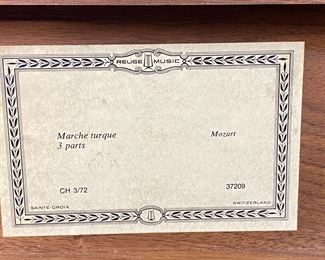 REUGE MUSIC
Marche turque Mozart
3 parts
CH 3/72 37209
SAINTE-CROIX SWITZERLAND